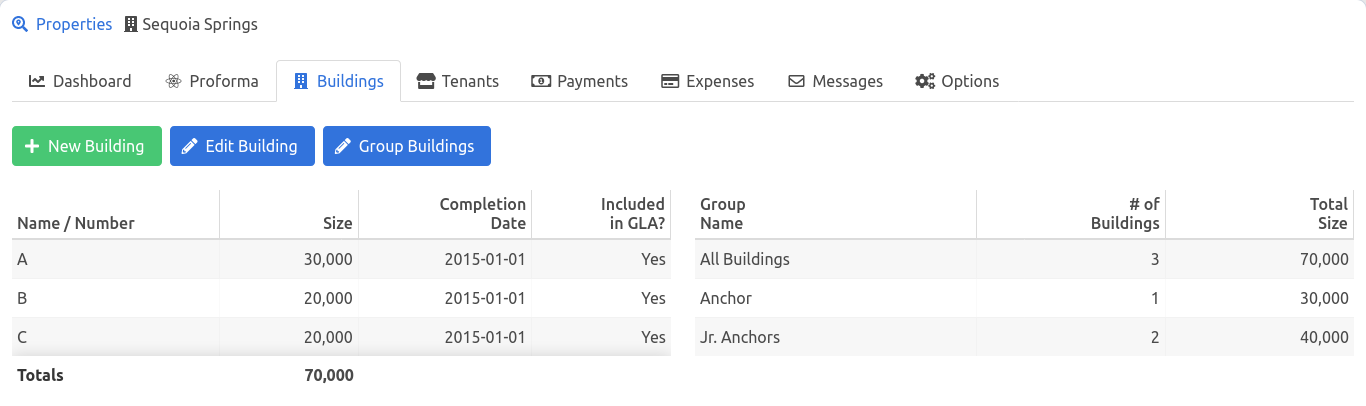 Properties Sequoia Springs
Dashboard Proforma Buildings Tenants Payments Expenses Messages Options
New Building Edit Building Group Buildings
Name / Number Size Completion Date Included in GLA?
A 30,000 2015-01-01 Yes
B 20,000 2015-01-01 Yes
C 20,000 2015-01-01 Yes
Totals 70,000
Group Name # of Buildings Total Size
All Buildings 3 70,000
Anchor 1 30,000
Jr. Anchors 2 40,000